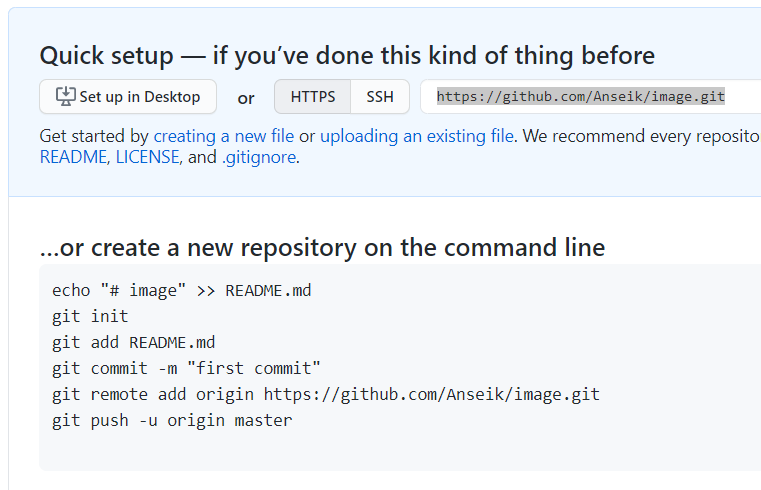 Quick setup — if you’ve done this kind of thing before
Set up in Desktop or HTTPS SSH https://github.com/Anseik/image.git
Get started by creating a new file or uploading an existing file. We recommend every
README, LICENSE, and .gitignore.
…or create a new repository on the command line
echo "# image" >> README.md
git init
git add README.md
git commit -m "first commit"
git remote add origin https://github.com/Anseik/image.git
git push -u origin master